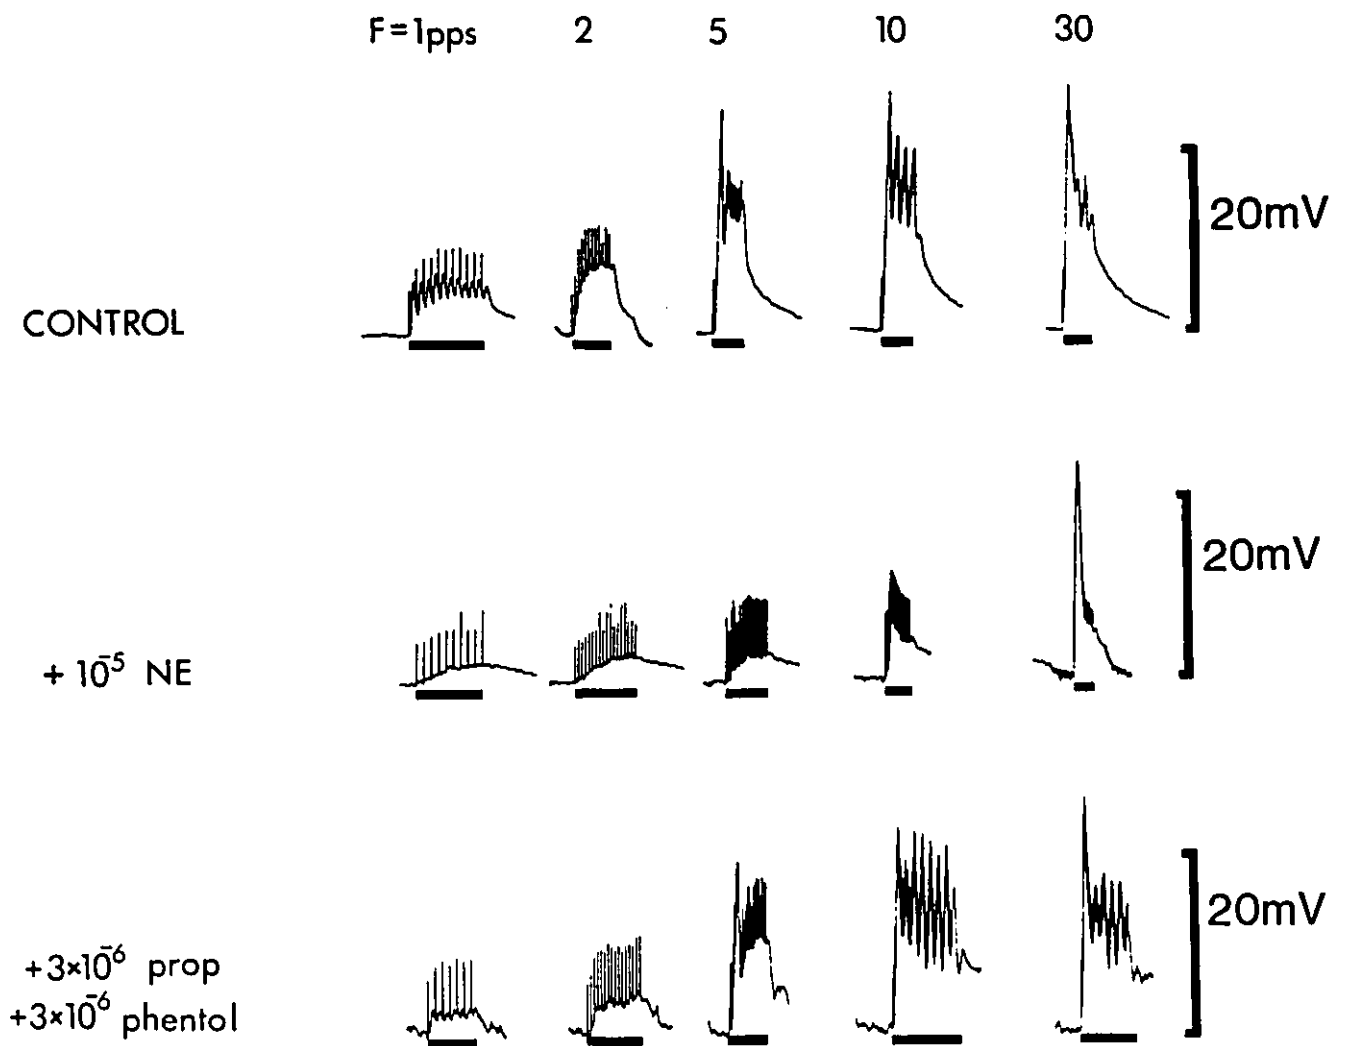 F=1pps 2 5 10 30
20mV
CONTROL
20mV
+ 10⁻⁵ NE
20mV
+3×10⁻⁶ prop
+3×10⁻⁶ phentol